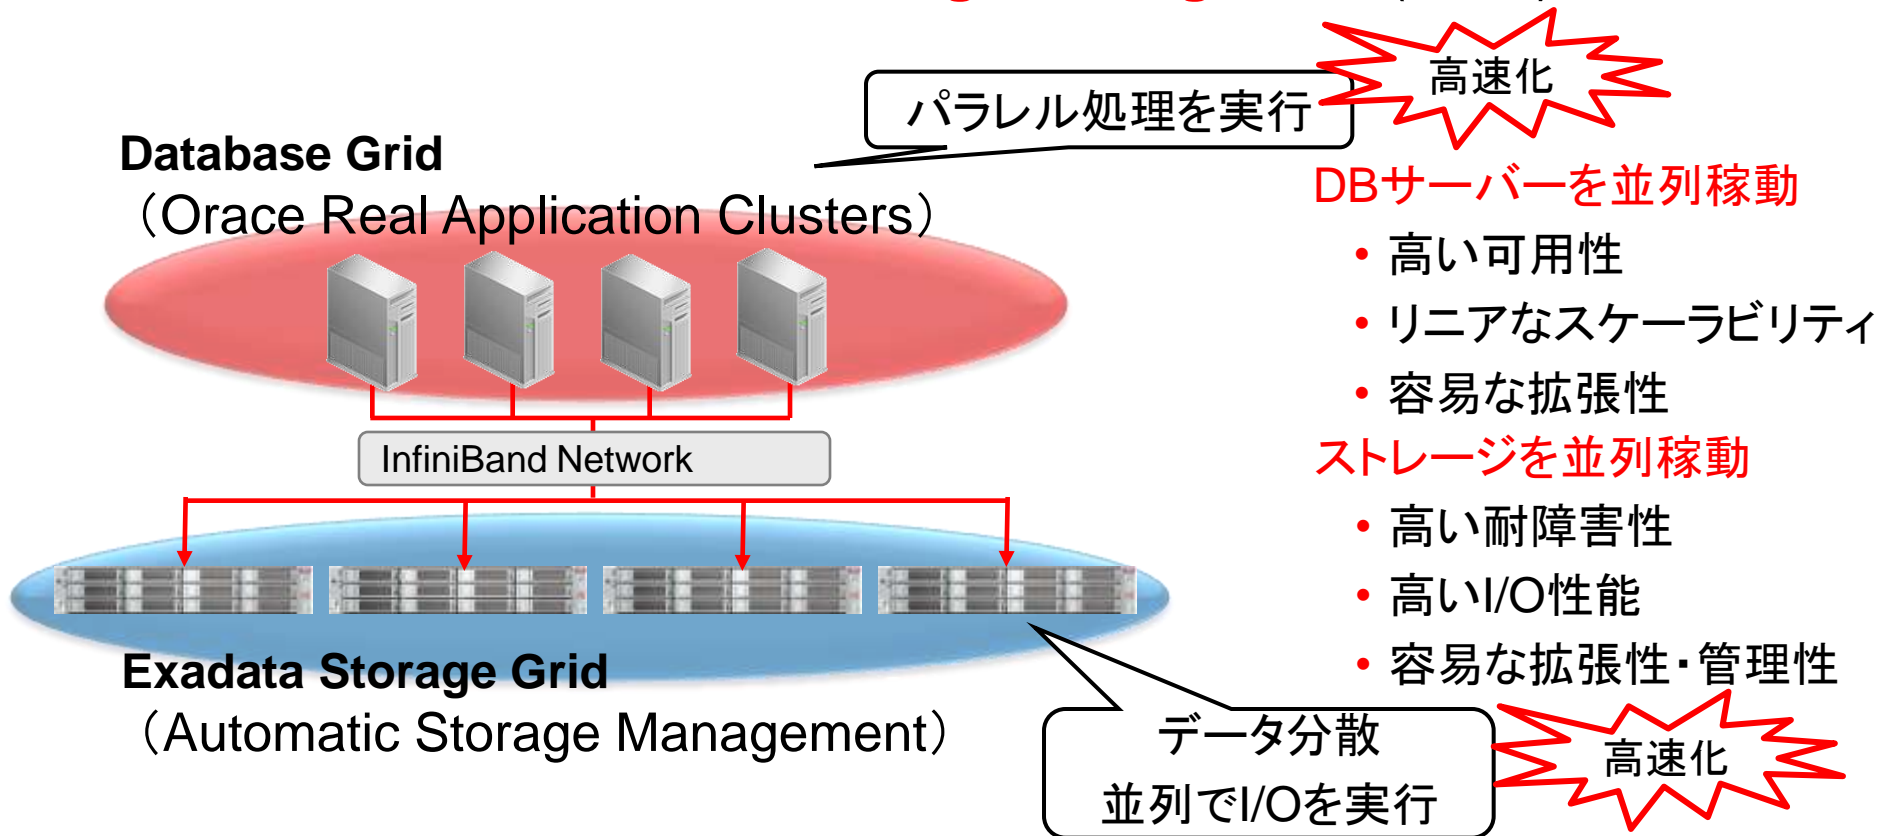 高速化
パラレル処理を実行
Database Grid
（Orace Real Application Clusters）
InfiniBand Network
Exadata Storage Grid
（Automatic Storage Management）
DBサーバーを並列稼動
• 高い可用性
• リニアなスケーラビリティ
• 容易な拡張性
ストレージを並列稼動
• 高い耐障害性
• 高いI/O性能
• 容易な拡張性・管理性
データ分散
並列でI/Oを実行
高速化